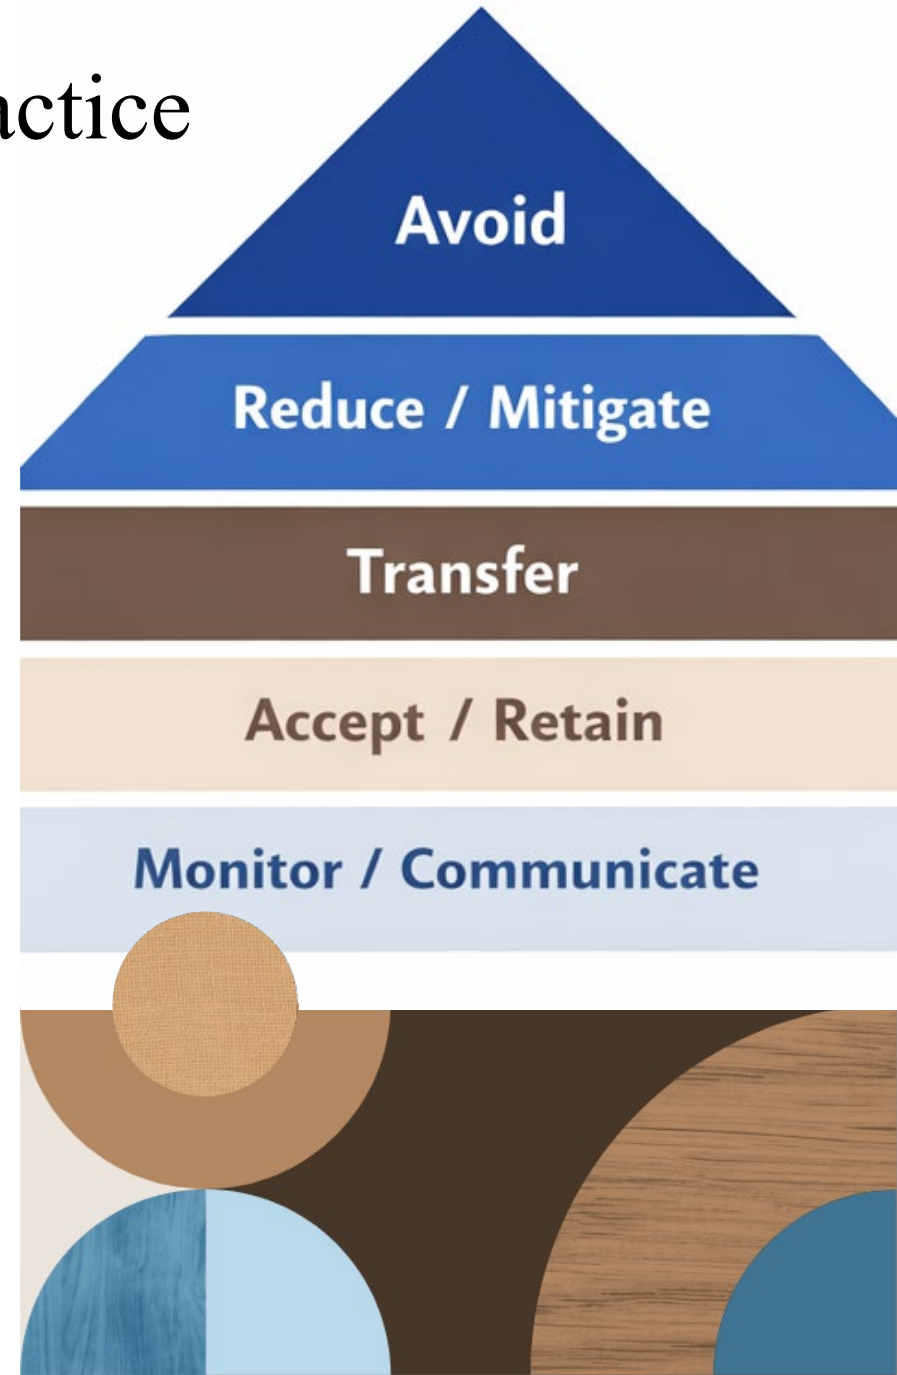 actice
Avoid
Reduce / Mitigate
Transfer
Accept / Retain
Monitor / Communicate